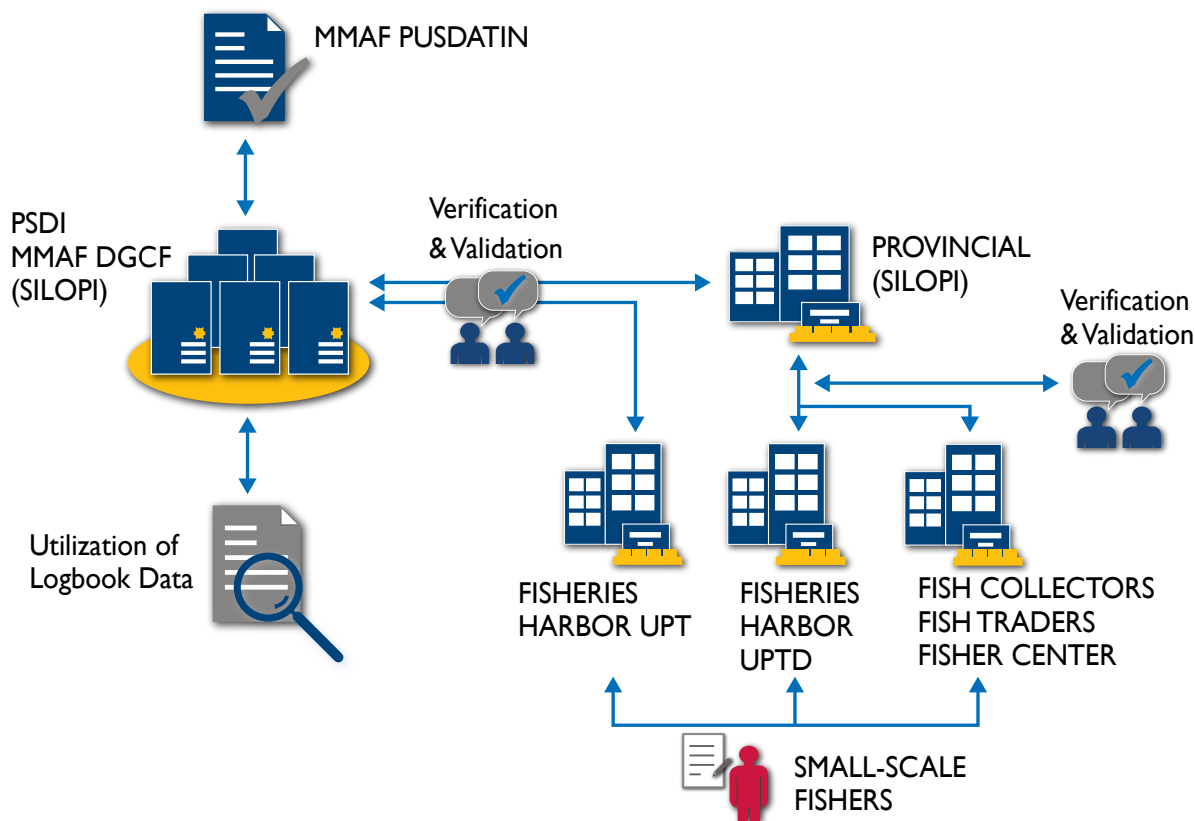 MMAF PUSDATIN
PSDI
MMAF DGCF
(SILOPI)
Verification
& Validation
PROVINCIAL
(SILOPI)
Verification
& Validation
Utilization of
Logbook Data
FISHERIES
HARBOR UPT
FISHERIES
HARBOR
UPTD
FISH COLLECTORS
FISH TRADERS
FISHER CENTER
SMALL-SCALE
FISHERS